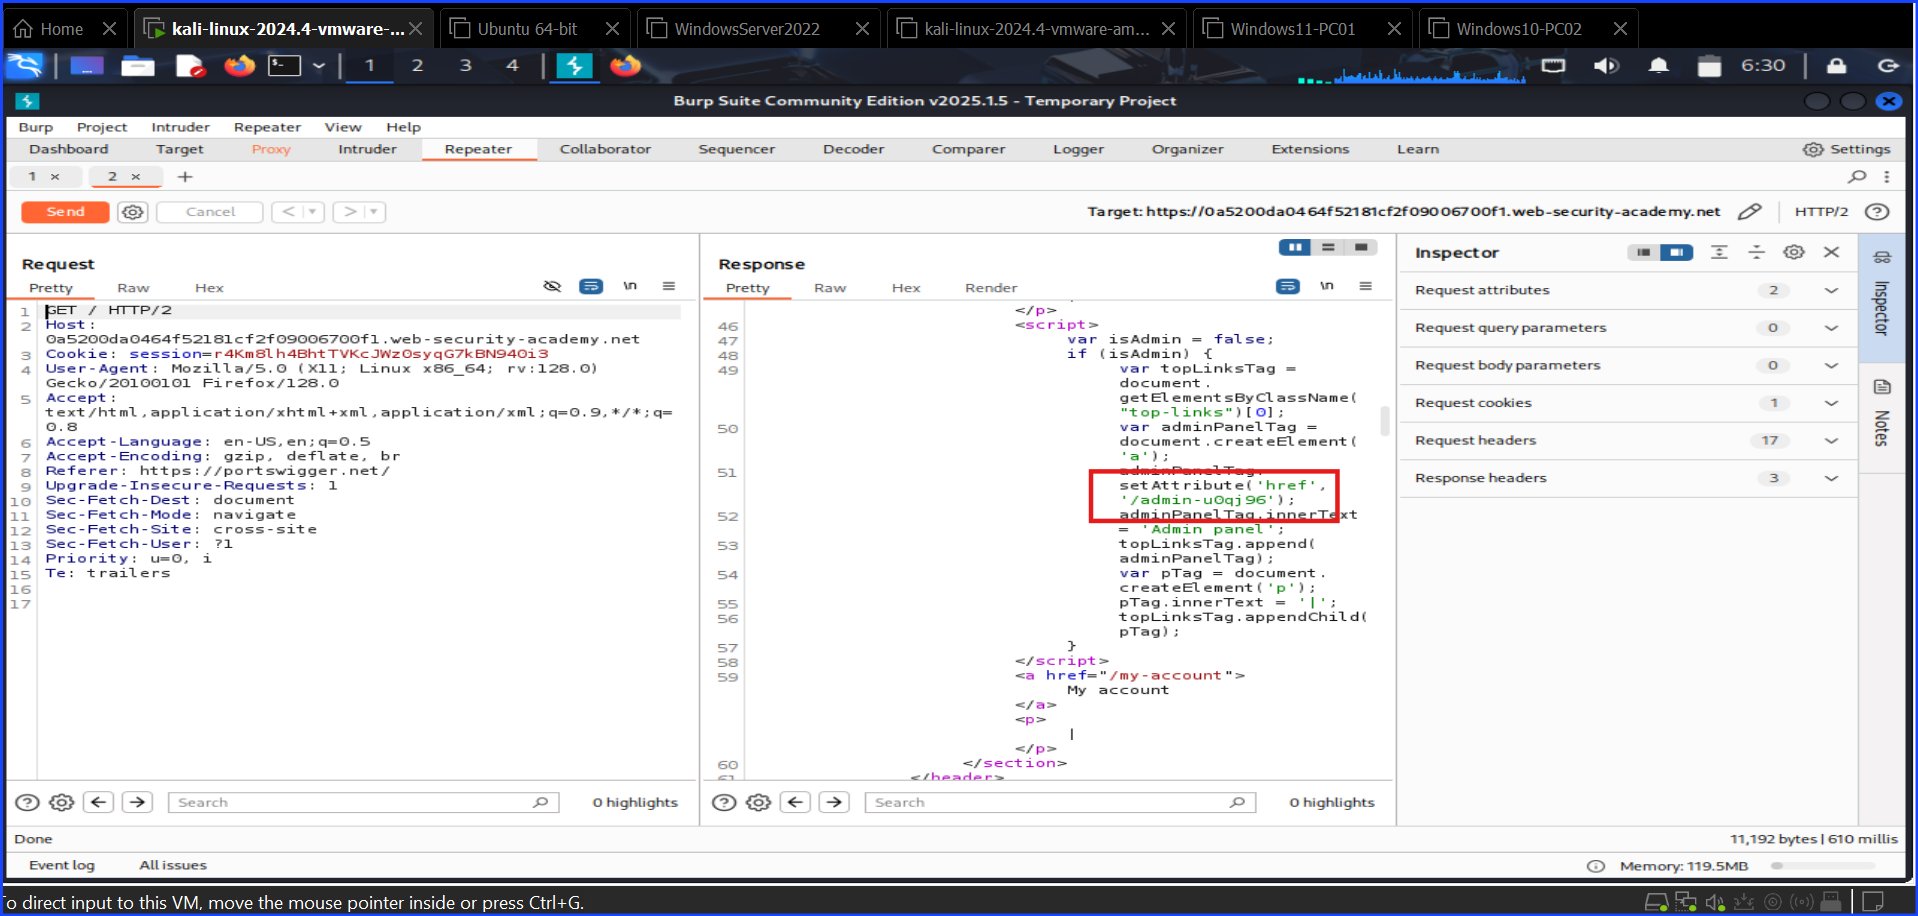 Home
kali-linux-2024.4-vmware-...
Ubuntu 64-bit
WindowsServer2022
kali-linux-2024.4-vmware-am...
Windows11-PC01
Windows10-PC02
1 2 3 4
6:30
Burp Suite Community Edition v2025.1.5 - Temporary Project
Burp Project Intruder Repeater View Help
Dashboard Target Proxy Intruder Repeater Collaborator Sequencer Decoder Comparer Logger Organizer Extensions Learn Settings
1 × 2 × +
Send Cancel < >
Target: https://0a5200da0464f52181cf2f09006700f1.web-security-academy.net HTTP/2
Request
Pretty Raw Hex \n
1 GET / HTTP/2
2 Host:
0a5200da0464f52181cf2f09006700f1.web-security-academy.net
3 Cookie: session=r4Km8lh4BhtTVKcJWzOsyqG7kBN94Oi3
4 User-Agent: Mozilla/5.0 (X11; Linux x86_64; rv:128.0)
Gecko/20100101 Firefox/128.0
5 Accept:
text/html,application/xhtml+xml,application/xml;q=0.9,*/*;q=
0.8
6 Accept-Language: en-US,en;q=0.5
7 Accept-Encoding: gzip, deflate, br
8 Referer: https://portswigger.net/
9 Upgrade-Insecure-Requests: 1
10 Sec-Fetch-Dest: document
11 Sec-Fetch-Mode: navigate
12 Sec-Fetch-Site: cross-site
13 Sec-Fetch-User: ?1
14 Priority: u=0, i
15 Te: trailers
16
17
Search
0 highlights
Response
Pretty Raw Hex Render \n
</p>
46 <script>
47 var isAdmin = false;
48 if (isAdmin) {
49 var topLinksTag =
document.
getElementsByClassName(
"top-links")[0];
50 var adminPanelTag =
document.createElement(
'a');
51 adminPanelTag.
setAttribute('href',
'/admin-u0qj96');
52 adminPanelTag.innerText
= 'Admin panel';
53 topLinksTag.append(
adminPanelTag);
54 var pTag = document.
createElement('p');
55 pTag.innerText = '|';
56 topLinksTag.appendChild(
pTag);
57 }
58 </script>
59 <a href="/my-account">
My account
</a>
<p>
|
</p>
60 </section>
61 </header>
Search
0 highlights
Inspector
Request attributes 2
Request query parameters 0
Request body parameters 0
Request cookies 1
Request headers 17
Response headers 3
Inspector
Notes
Done
11,192 bytes | 610 millis
Event log All issues
Memory: 119.5MB
To direct input to this VM, move the mouse pointer inside or press Ctrl+G.